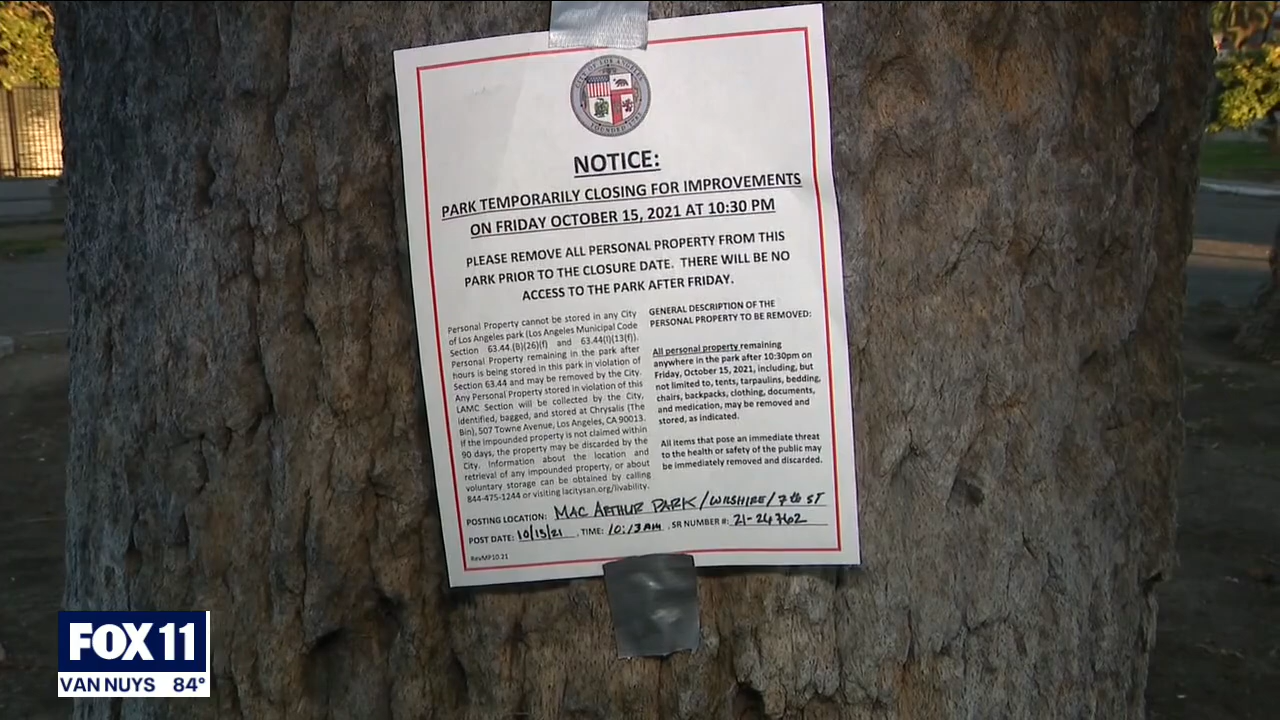 CITY OF LOS ANGELES
FOUNDED 1781
NOTICE:
PARK TEMPORARILY CLOSING FOR IMPROVEMENTS
ON FRIDAY OCTOBER 15, 2021 AT 10:30 PM
PLEASE REMOVE ALL PERSONAL PROPERTY FROM THIS
PARK PRIOR TO THE CLOSURE DATE. THERE WILL BE NO
ACCESS TO THE PARK AFTER FRIDAY.
Personal Property cannot be stored in any City
of Los Angeles park (Los Angeles Municipal Code
Section 63.44.(B)(26)(f) and 63.44(I)(13(f)).
Personal Property remaining in the park after
hours is being stored in this park in violation of
Section 63.44 and may be removed by the City.
Any Personal Property stored in violation of this
LAMC Section will be collected by the City,
identified, bagged, and stored at Chrysalis (The
Bin), 507 Towne Avenue, Los Angeles, CA 90013.
If the impounded property is not claimed within
90 days, the property may be discarded by the
City. Information about the location and
retrieval of any impounded property, or about
voluntary storage can be obtained by calling
844-475-1244 or visiting lacitysan.org/livability.
GENERAL DESCRIPTION OF THE
PERSONAL PROPERTY TO BE REMOVED:
All personal property remaining
anywhere in the park after 10:30pm on
Friday, October 15, 2021, including, but
not limited to, tents, tarpaulins, bedding,
chairs, backpacks, clothing, documents,
and medication, may be removed and
stored, as indicated.
All items that pose an immediate threat
to the health or safety of the public may
be immediately removed and discarded.
POSTING LOCATION: MAC ARTHUR PARK/WILSHIRE/7th ST
POST DATE: 10/15/21, TIME: 10:13AM, SR NUMBER #: 21-24762
RevMP10.21
FOX 11
VAN NUYS 84°